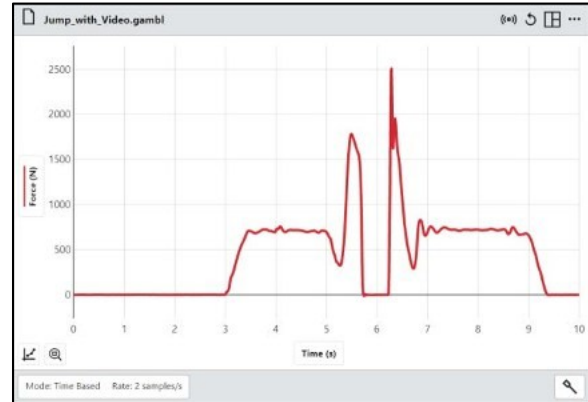 Jump_with_Video.gambl
2500
2000
1500
1000
500
0
Force (N)
0 1 2 3 4 5 6 7 8 9 10
Time (s)
Mode: Time Based Rate: 2 samples/s